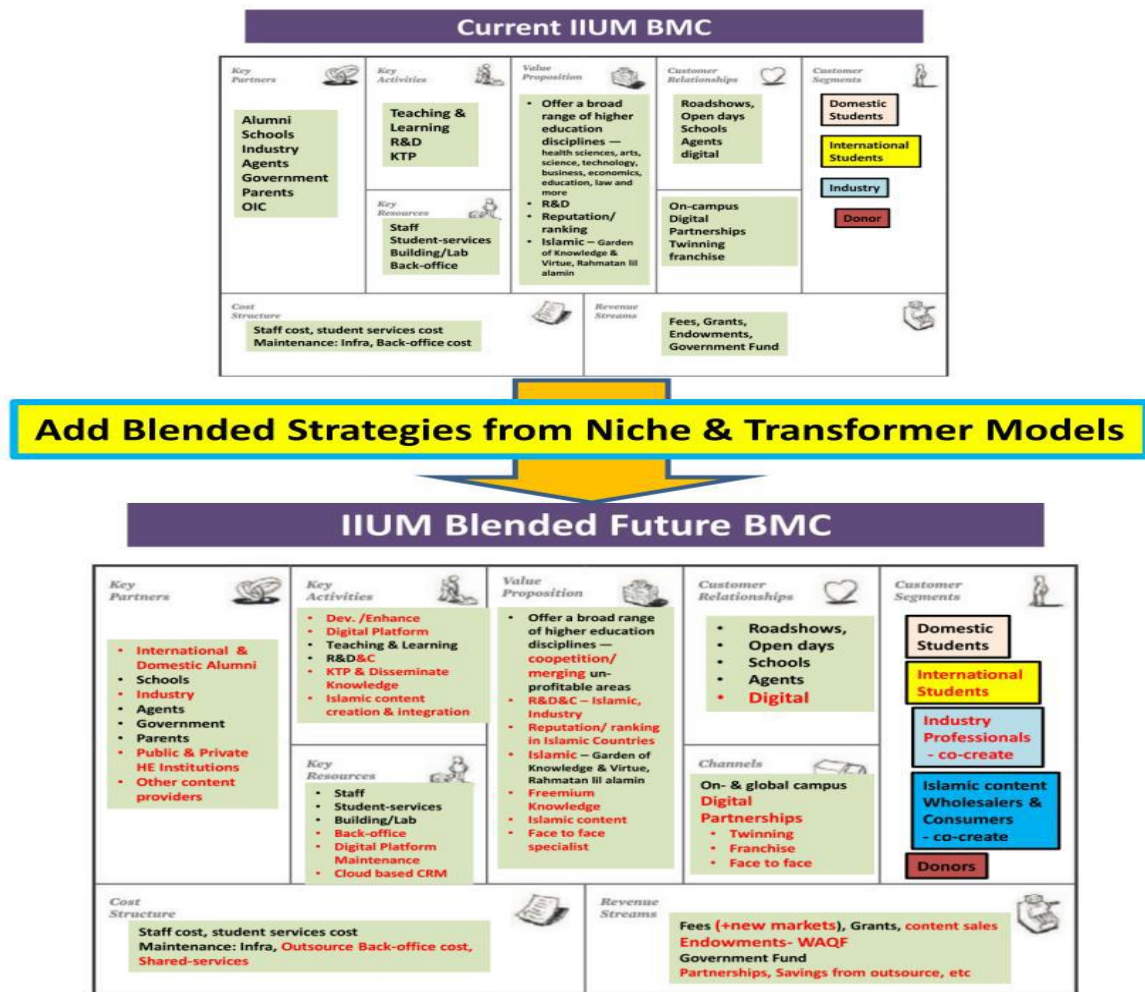 Current IIUM BMC
Key
Partners
Alumni
Schools
Industry
Agents
Government
Parents
OIC
Key
Activities
Teaching &
Learning
R&D
KTP
Key
Resources
Staff
Student-services
Building/Lab
Back-office
Value
Proposition
• Offer a broad
range of higher
education
disciplines —
health sciences, arts,
science, technology,
business, economics,
education, law and
more
• R&D
• Reputation/
ranking
• Islamic – Garden
of Knowledge &
Virtue, Rahmatan lil
alamin
Customer
Relationships
Roadshows,
Open days
Schools
Agents
digital
On-campus
Digital
Partnerships
Twinning
franchise
Customer
Segments
Domestic
Students
International
Students
Industry
Donor
Cost
Structure
Staff cost, student services cost
Maintenance: Infra, Back-office cost
Revenue
Streams
Fees, Grants,
Endowments,
Government Fund
Add Blended Strategies from Niche & Transformer Models
IIUM Blended Future BMC
Key
Partners
• International &
Domestic Alumni
• Schools
• Industry
• Agents
• Government
• Parents
• Public & Private
HE Institutions
• Other content
providers
Key
Activities
• Dev. /Enhance
• Digital Platform
• Teaching & Learning
• R&D&C
• KTP & Disseminate
Knowledge
• Islamic content
creation & integration
Key
Resources
• Staff
• Student-services
• Building/Lab
• Back-office
• Digital Platform
Maintenance
• Cloud based CRM
Value
Proposition
• Offer a broad range
of higher education
disciplines —
coopetition/
merging un-
profitable areas
• R&D&C – Islamic,
Industry
• Reputation/ ranking
in Islamic Countries
• Islamic – Garden of
Knowledge & Virtue,
Rahmatan lil alamin
• Freemium
Knowledge
• Islamic content
• Face to face
specialist
Customer
Relationships
• Roadshows,
• Open days
• Schools
• Agents
• Digital
Channels
On- & global campus
Digital
Partnerships
• Twinning
• Franchise
• Face to face
Customer
Segments
Domestic
Students
International
Students
Industry
Professionals
- co-create
Islamic content
Wholesalers &
Consumers
- co-create
Donors
Cost
Structure
Staff cost, student services cost
Maintenance: Infra, Outsource Back-office cost,
Shared-services
Revenue
Streams
Fees (+new markets), Grants, content sales
Endowments- WAQF
Government Fund
Partnerships, Savings from outsource, etc